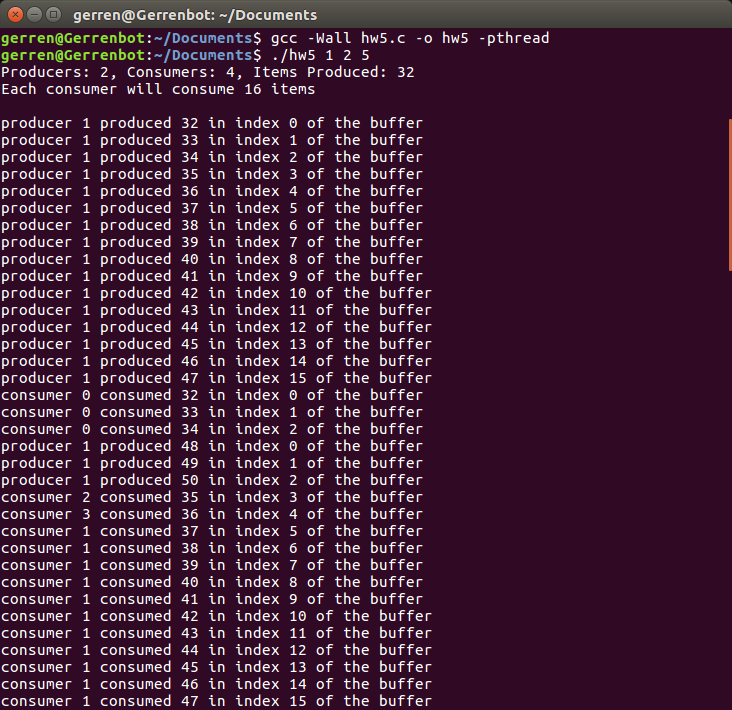 gerren@Gerrenbot: ~/Documents
gerren@Gerrenbot:~/Documents$ gcc -Wall hw5.c -o hw5 -pthread
gerren@Gerrenbot:~/Documents$ ./hw5 1 2 5
Producers: 2, Consumers: 4, Items Produced: 32
Each consumer will consume 16 items
producer 1 produced 32 in index 0 of the buffer
producer 1 produced 33 in index 1 of the buffer
producer 1 produced 34 in index 2 of the buffer
producer 1 produced 35 in index 3 of the buffer
producer 1 produced 36 in index 4 of the buffer
producer 1 produced 37 in index 5 of the buffer
producer 1 produced 38 in index 6 of the buffer
producer 1 produced 39 in index 7 of the buffer
producer 1 produced 40 in index 8 of the buffer
producer 1 produced 41 in index 9 of the buffer
producer 1 produced 42 in index 10 of the buffer
producer 1 produced 43 in index 11 of the buffer
producer 1 produced 44 in index 12 of the buffer
producer 1 produced 45 in index 13 of the buffer
producer 1 produced 46 in index 14 of the buffer
producer 1 produced 47 in index 15 of the buffer
consumer 0 consumed 32 in index 0 of the buffer
consumer 0 consumed 33 in index 1 of the buffer
consumer 0 consumed 34 in index 2 of the buffer
producer 1 produced 48 in index 0 of the buffer
producer 1 produced 49 in index 1 of the buffer
producer 1 produced 50 in index 2 of the buffer
consumer 2 consumed 35 in index 3 of the buffer
consumer 3 consumed 36 in index 4 of the buffer
consumer 1 consumed 37 in index 5 of the buffer
consumer 1 consumed 38 in index 6 of the buffer
consumer 1 consumed 39 in index 7 of the buffer
consumer 1 consumed 40 in index 8 of the buffer
consumer 1 consumed 41 in index 9 of the buffer
consumer 1 consumed 42 in index 10 of the buffer
consumer 1 consumed 43 in index 11 of the buffer
consumer 1 consumed 44 in index 12 of the buffer
consumer 1 consumed 45 in index 13 of the buffer
consumer 1 consumed 46 in index 14 of the buffer
consumer 1 consumed 47 in index 15 of the buffer